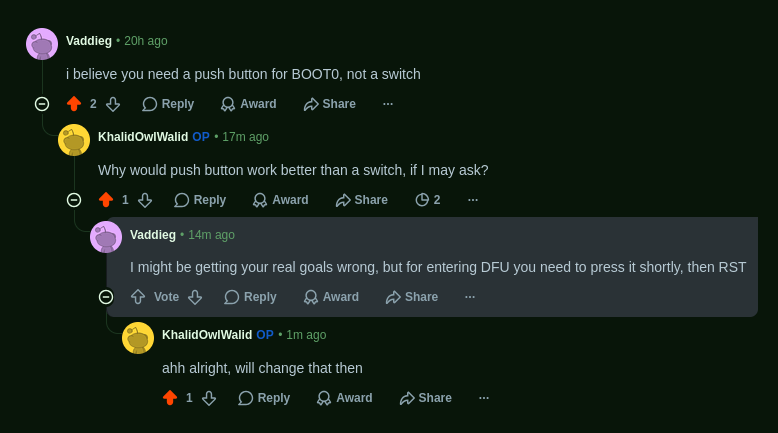 Vaddieg • 20h ago
i believe you need a push button for BOOT0, not a switch
2 Reply Award Share ...
KhalidOwlWalid OP • 17m ago
Why would push button work better than a switch, if I may ask?
1 Reply Award Share 2 ...
Vaddieg • 14m ago
I might be getting your real goals wrong, but for entering DFU you need to press it shortly, then RST
Vote Reply Award Share ...
KhalidOwlWalid OP • 1m ago
ahh alright, will change that then
1 Reply Award Share ...